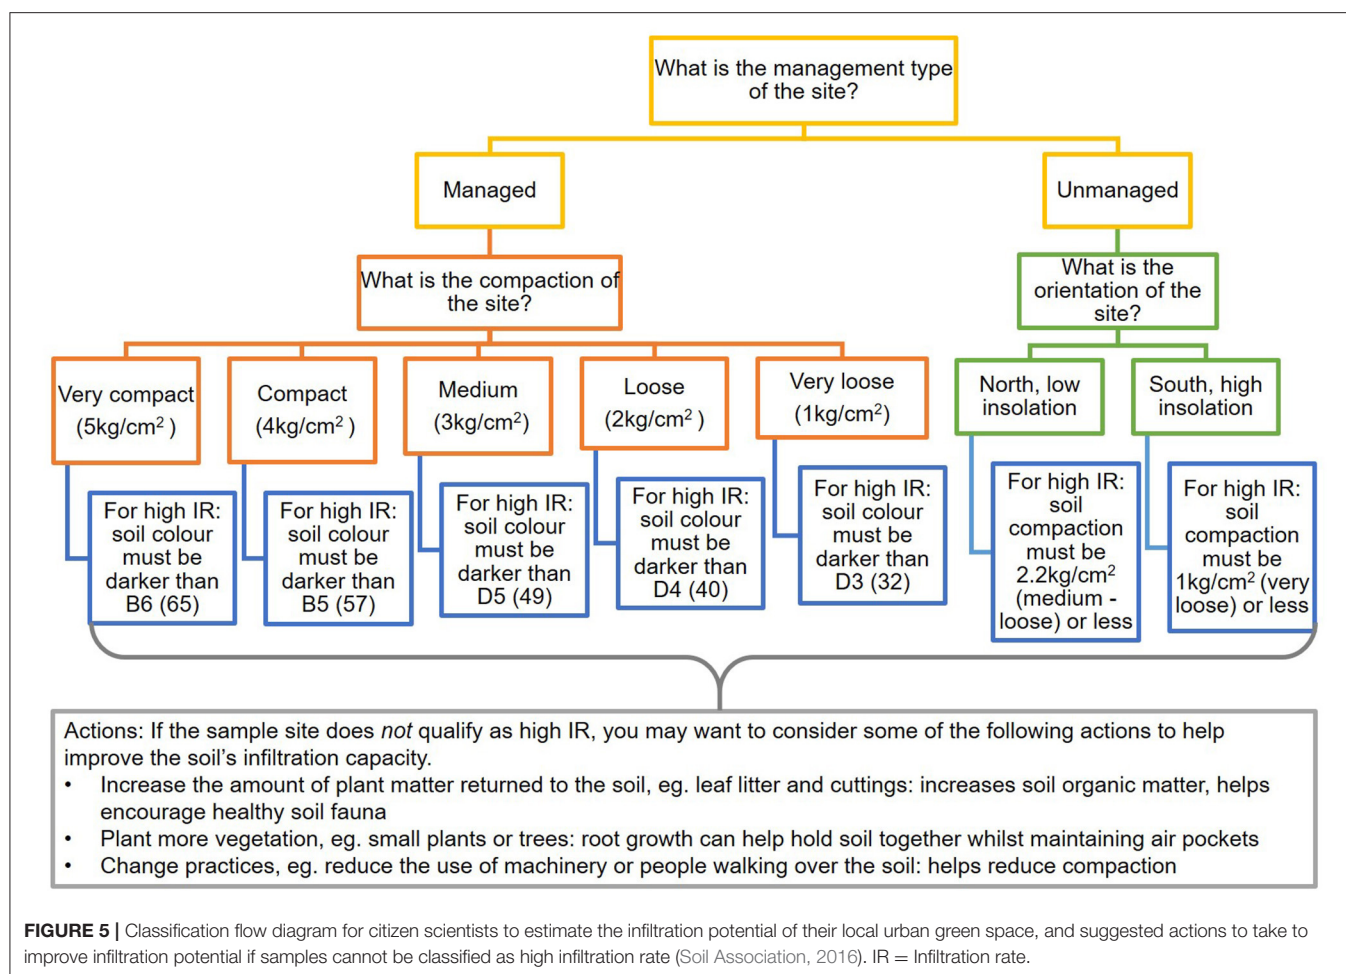 What is the management type
of the site?
Managed
Unmanaged
What is the compaction of
the site?
What is the
orientation of the
site?
Very compact
(5kg/cm²)
Compact
(4kg/cm²)
Medium
(3kg/cm²)
Loose
(2kg/cm²)
Very loose
(1kg/cm²)
North, low
insolation
South, high
insolation
For high IR:
soil colour
must be
darker than
B6 (65)
For high IR:
soil colour
must be
darker than
B5 (57)
For high IR:
soil colour
must be
darker than
D5 (49)
For high IR:
soil colour
must be
darker than
D4 (40)
For high IR:
soil colour
must be
darker than
D3 (32)
For high IR:
soil
compaction
must be
2.2kg/cm²
(medium -
loose) or less
For high IR:
soil
compaction
must be
1kg/cm² (very
loose) or less
Actions: If the sample site does not qualify as high IR, you may want to consider some of the following actions to help
improve the soil's infiltration capacity.
• Increase the amount of plant matter returned to the soil, eg. leaf litter and cuttings: increases soil organic matter, helps
encourage healthy soil fauna
• Plant more vegetation, eg. small plants or trees: root growth can help hold soil together whilst maintaining air pockets
• Change practices, eg. reduce the use of machinery or people walking over the soil: helps reduce compaction
FIGURE 5 | Classification flow diagram for citizen scientists to estimate the infiltration potential of their local urban green space, and suggested actions to take to
improve infiltration potential if samples cannot be classified as high infiltration rate (Soil Association, 2016). IR = Infiltration rate.